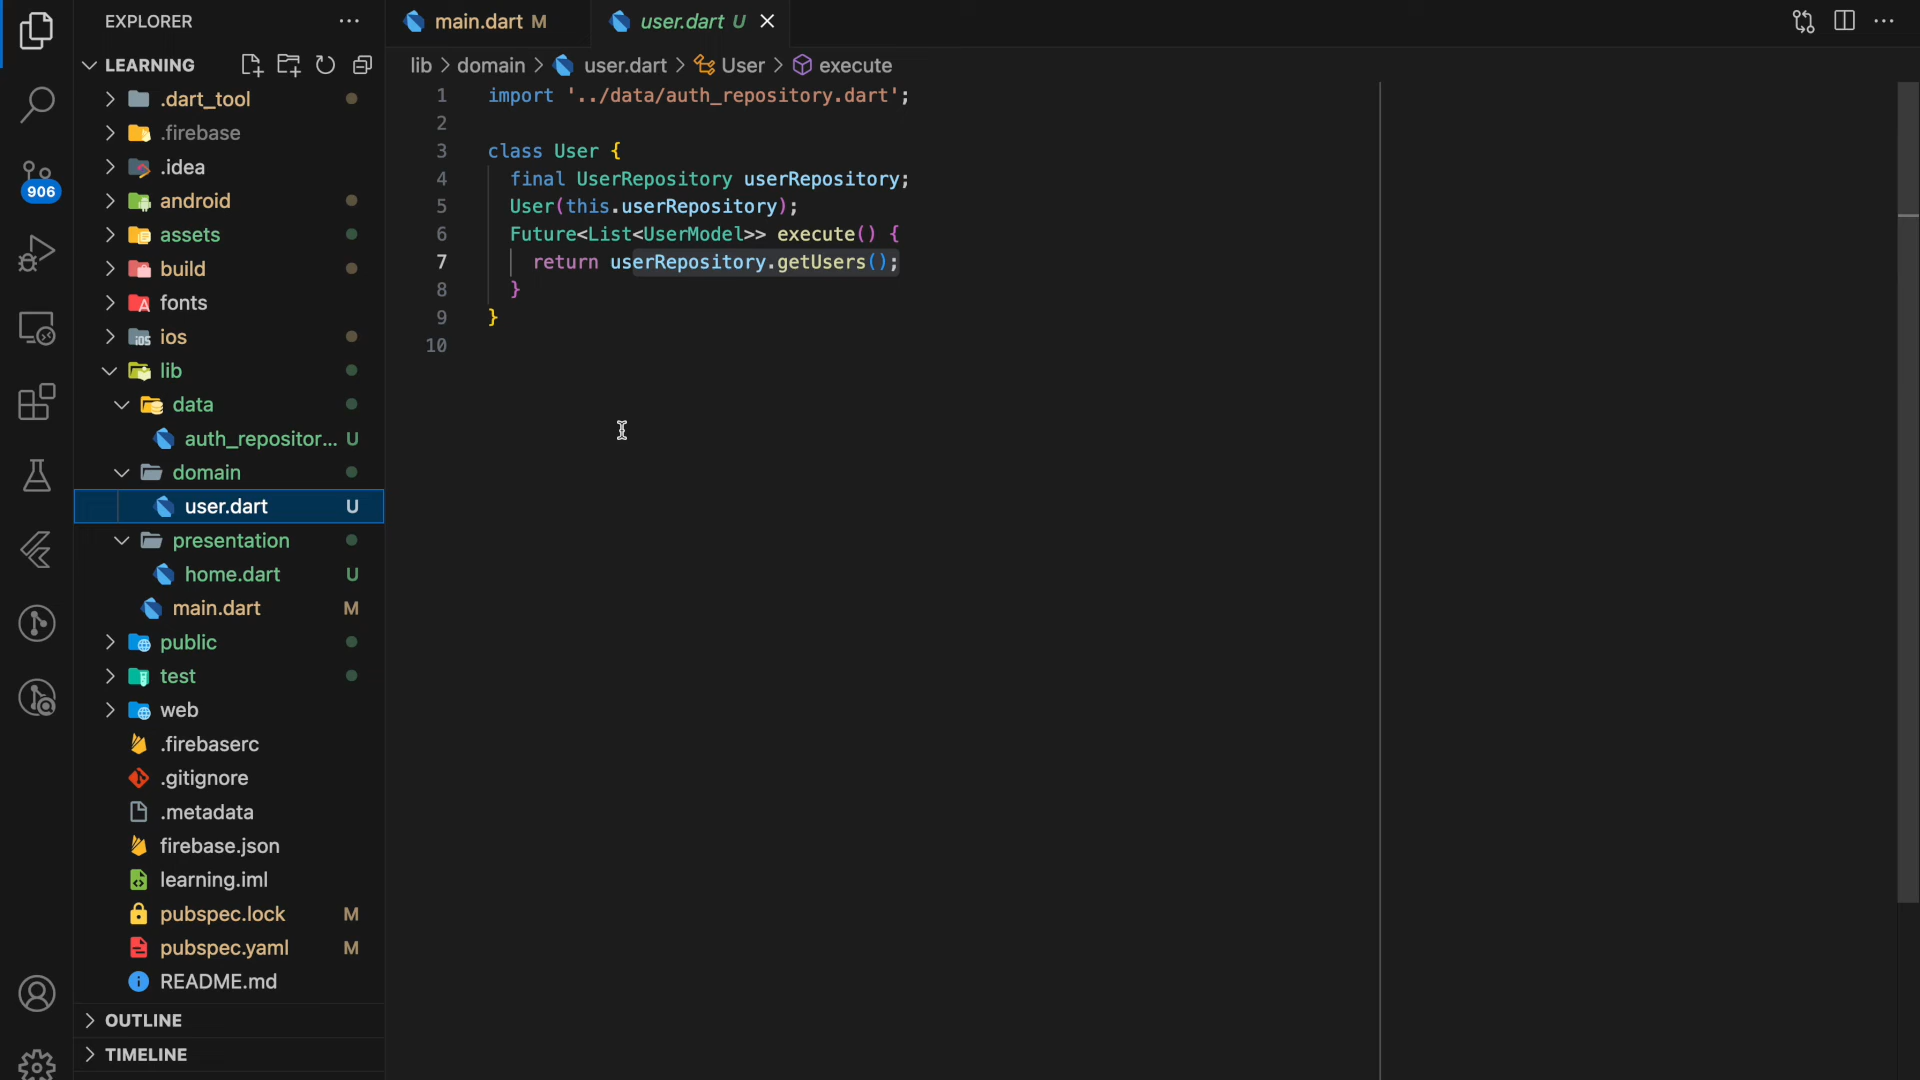 EXPLORER
LEARNING
.dart_tool
.firebase
.idea
android
assets
build
fonts
ios
lib
data
auth_repositor... U
domain
user.dart U
presentation
home.dart U
main.dart M
public
test
web
.firebaserc
.gitignore
.metadata
firebase.json
learning.iml
pubspec.lock M
pubspec.yaml M
README.md
OUTLINE
TIMELINE
906
main.dart M
user.dart U
lib > domain > user.dart > User > execute
1 import '../data/auth_repository.dart';
2
3 class User {
4 final UserRepository userRepository;
5 User(this.userRepository);
6 Future<List<UserModel>> execute() {
7 return userRepository.getUsers();
8 }
9 }
10